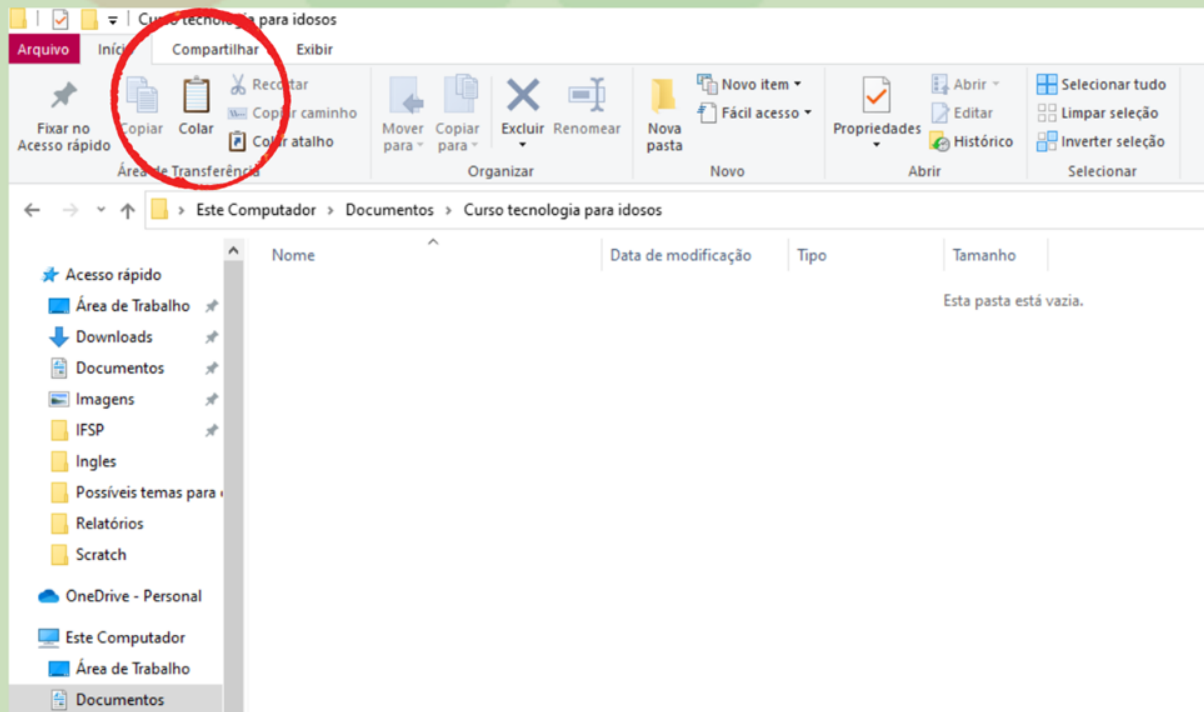 Curso tecnologia para idosos
Arquivo Início Compartilhar Exibir
Fixar no Acesso rápido
Copiar
Colar
Recortar
Copiar caminho
Colar atalho
Área de Transferência
Mover para
Copiar para
Excluir
Renomear
Organizar
Nova pasta
Novo item
Fácil acesso
Novo
Propriedades
Abrir
Editar
Histórico
Abrir
Selecionar tudo
Limpar seleção
Inverter seleção
Selecionar
Este Computador > Documentos > Curso tecnologia para idosos
Nome Data de modificação Tipo Tamanho
Esta pasta está vazia.
Acesso rápido
Área de Trabalho
Downloads
Documentos
Imagens
IFSP
Ingles
Possíveis temas para
Relatórios
Scratch
OneDrive - Personal
Este Computador
Área de Trabalho
Documentos